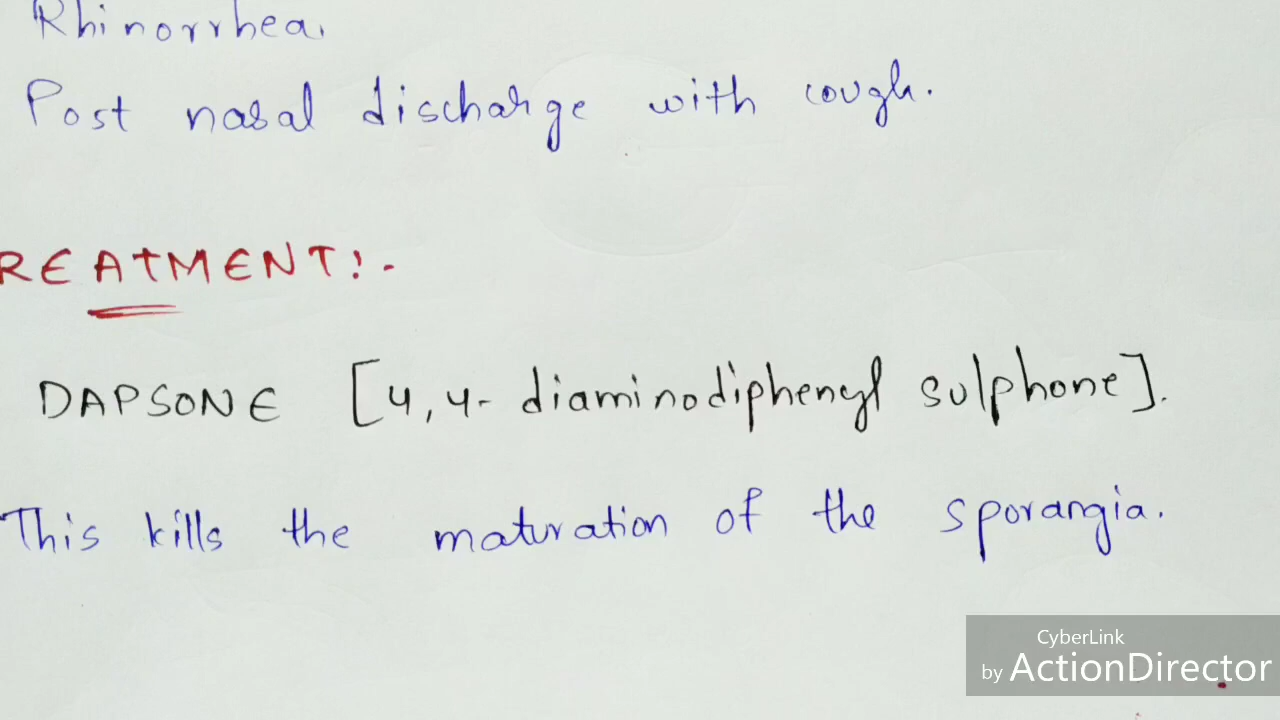 Rhinorrhea.
Post nasal discharge with cough.
REATMENT:-
DAPSONE [4,4-diaminodiphenyl sulphone].
This kills the maturation of the sporangia.
CyberLink
by ActionDirector